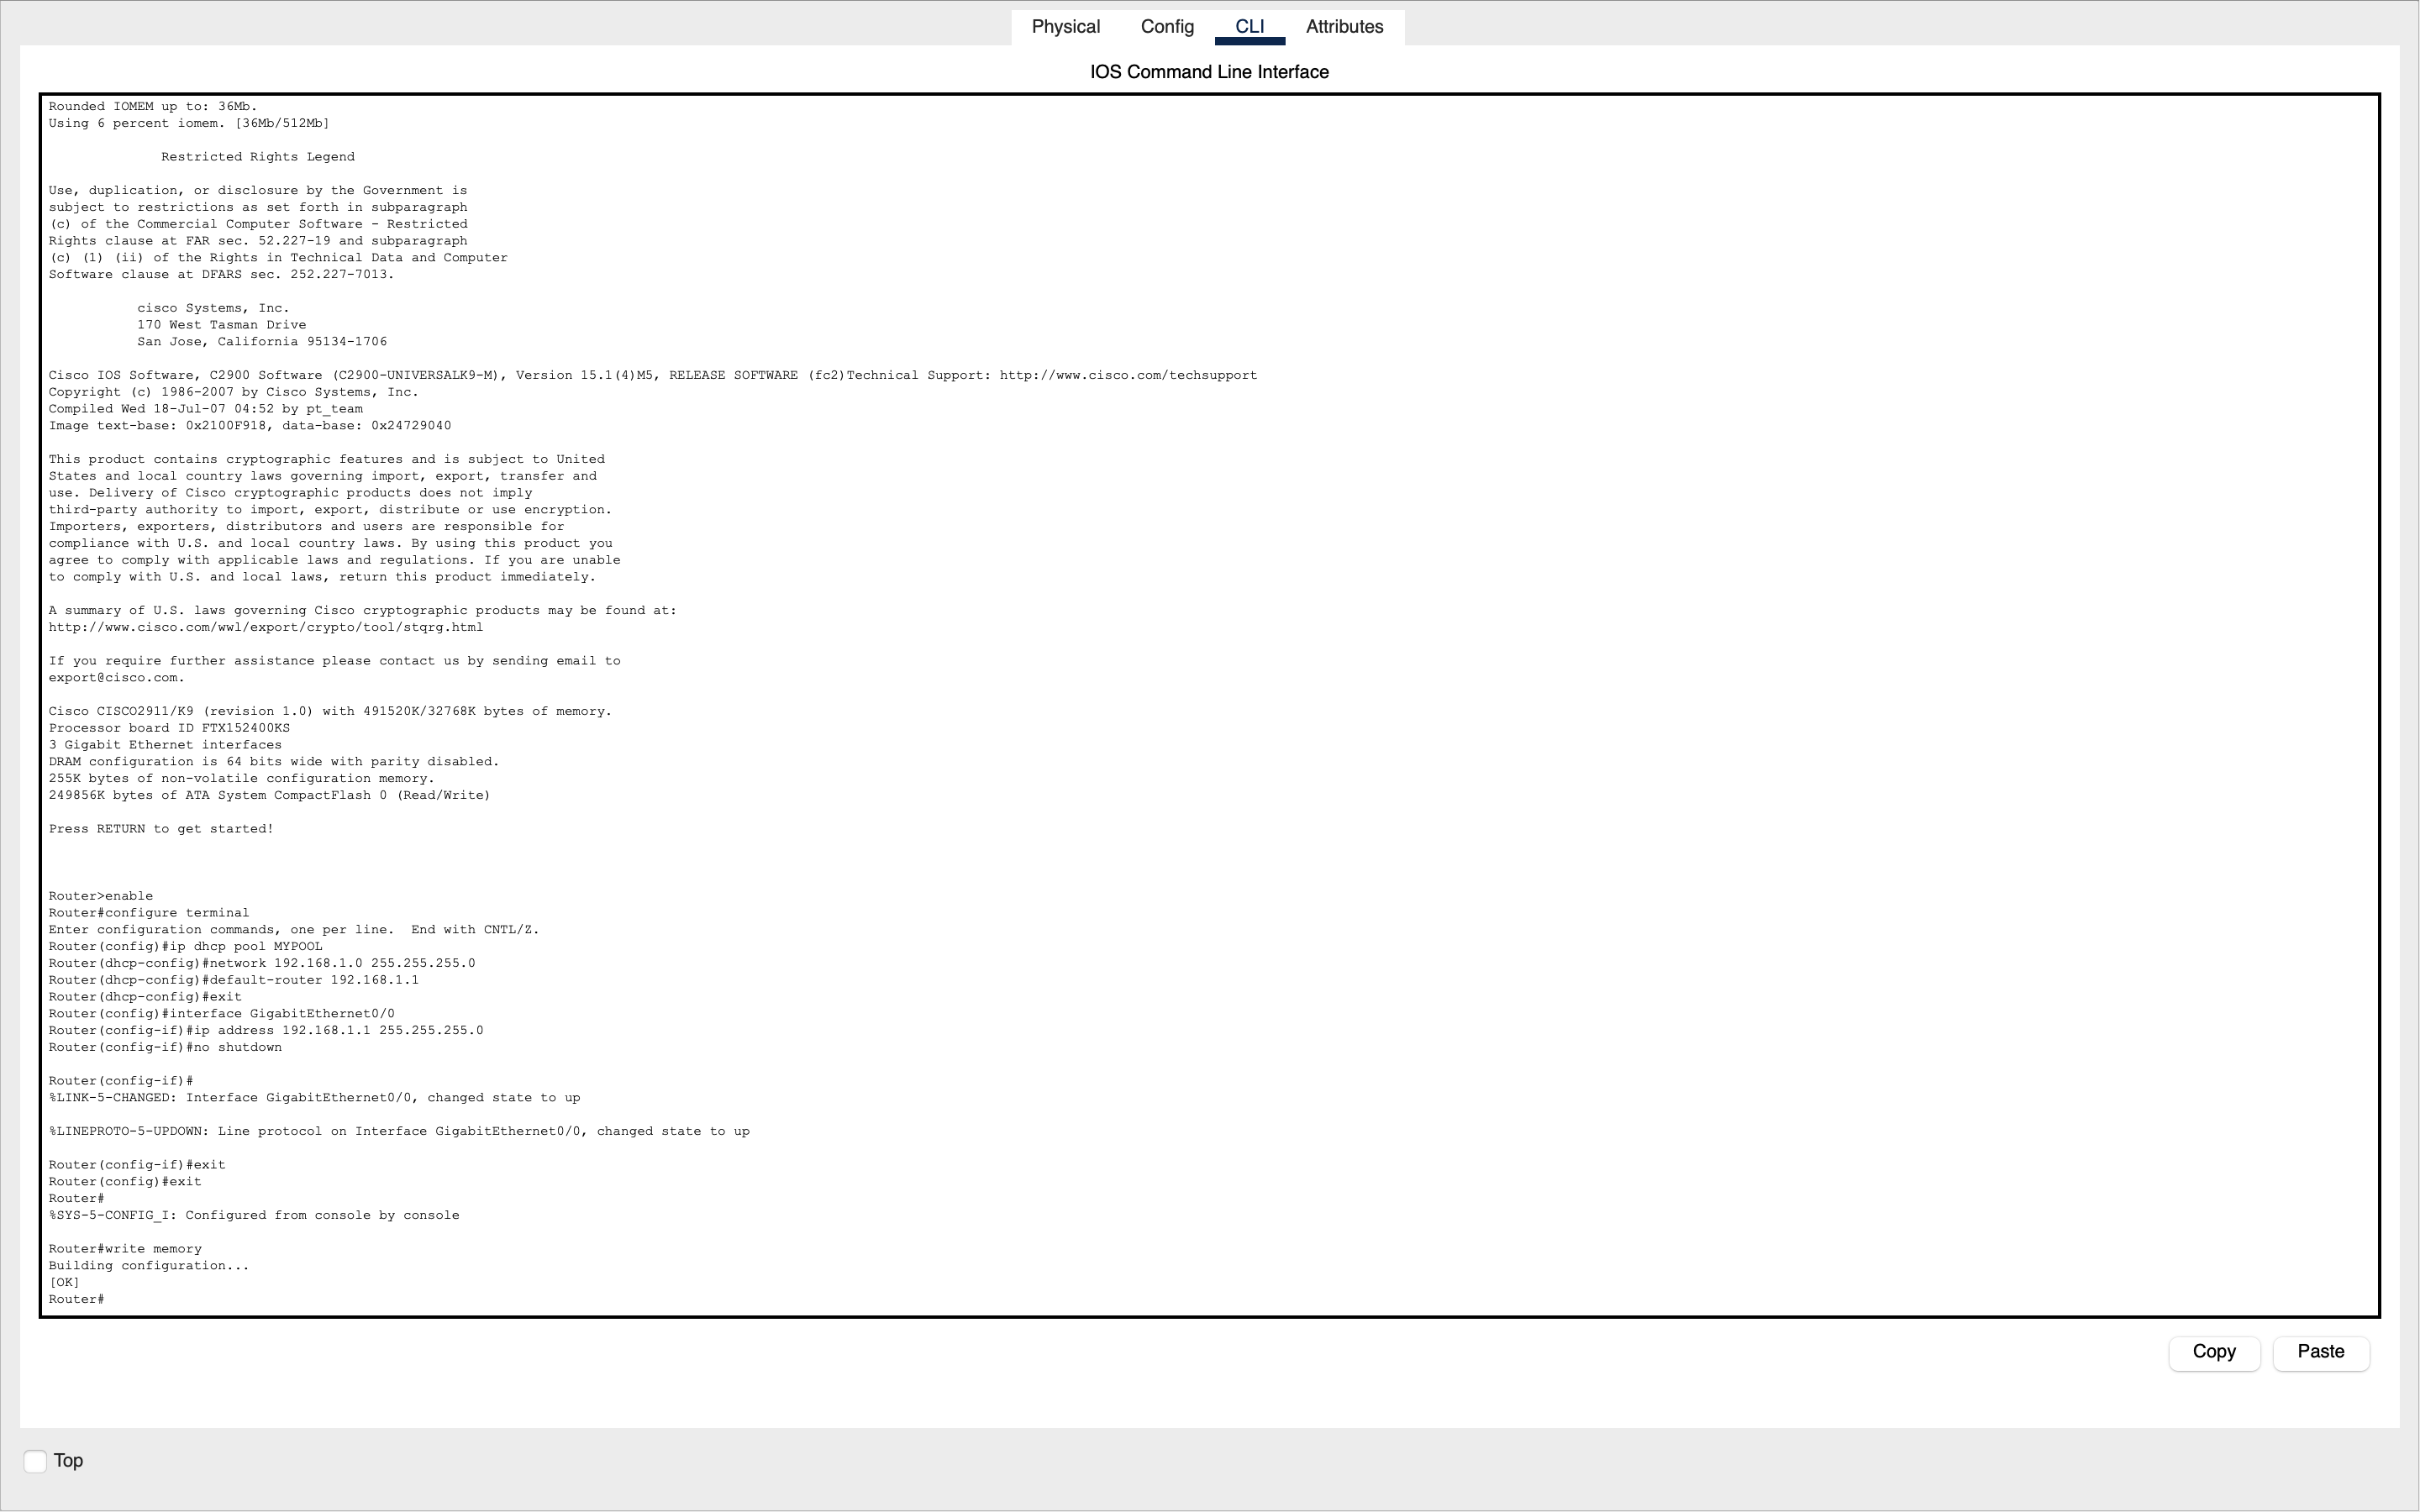 Physical Config CLI Attributes
IOS Command Line Interface
Rounded IOMEM up to: 36Mb.
Using 6 percent iomem. [36Mb/512Mb]
Restricted Rights Legend
Use, duplication, or disclosure by the Government is
subject to restrictions as set forth in subparagraph
(c) of the Commercial Computer Software - Restricted
Rights clause at FAR sec. 52.227-19 and subparagraph
(c) (1) (ii) of the Rights in Technical Data and Computer
Software clause at DFARS sec. 252.227-7013.
cisco Systems, Inc.
170 West Tasman Drive
San Jose, California 95134-1706
Cisco IOS Software, C2900 Software (C2900-UNIVERSALK9-M), Version 15.1(4)M5, RELEASE SOFTWARE (fc2)Technical Support: http://www.cisco.com/techsupport
Copyright (c) 1986-2007 by Cisco Systems, Inc.
Compiled Wed 18-Jul-07 04:52 by pt_team
Image text-base: 0x2100F918, data-base: 0x24729040
This product contains cryptographic features and is subject to United
States and local country laws governing import, export, transfer and
use. Delivery of Cisco cryptographic products does not imply
third-party authority to import, export, distribute or use encryption.
Importers, exporters, distributors and users are responsible for
compliance with U.S. and local country laws. By using this product you
agree to comply with applicable laws and regulations. If you are unable
to comply with U.S. and local laws, return this product immediately.
A summary of U.S. laws governing Cisco cryptographic products may be found at:
http://www.cisco.com/wwl/export/crypto/tool/stqrg.html
If you require further assistance please contact us by sending email to
export@cisco.com.
Cisco CISCO2911/K9 (revision 1.0) with 491520K/32768K bytes of memory.
Processor board ID FTX152400KS
3 Gigabit Ethernet interfaces
DRAM configuration is 64 bits wide with parity disabled.
255K bytes of non-volatile configuration memory.
249856K bytes of ATA System CompactFlash 0 (Read/Write)
Press RETURN to get started!
Router>enable
Router#configure terminal
Enter configuration commands, one per line.  End with CNTL/Z.
Router(config)#ip dhcp pool MYPOOL
Router(dhcp-config)#network 192.168.1.0 255.255.255.0
Router(dhcp-config)#default-router 192.168.1.1
Router(dhcp-config)#exit
Router(config)#interface GigabitEthernet0/0
Router(config-if)#ip address 192.168.1.1 255.255.255.0
Router(config-if)#no shutdown
Router(config-if)#
%LINK-5-CHANGED: Interface GigabitEthernet0/0, changed state to up
%LINEPROTO-5-UPDOWN: Line protocol on Interface GigabitEthernet0/0, changed state to up
Router(config-if)#exit
Router(config)#exit
Router#
%SYS-5-CONFIG_I: Configured from console by console
Router#write memory
Building configuration...
[OK]
Router#
Copy Paste
Top